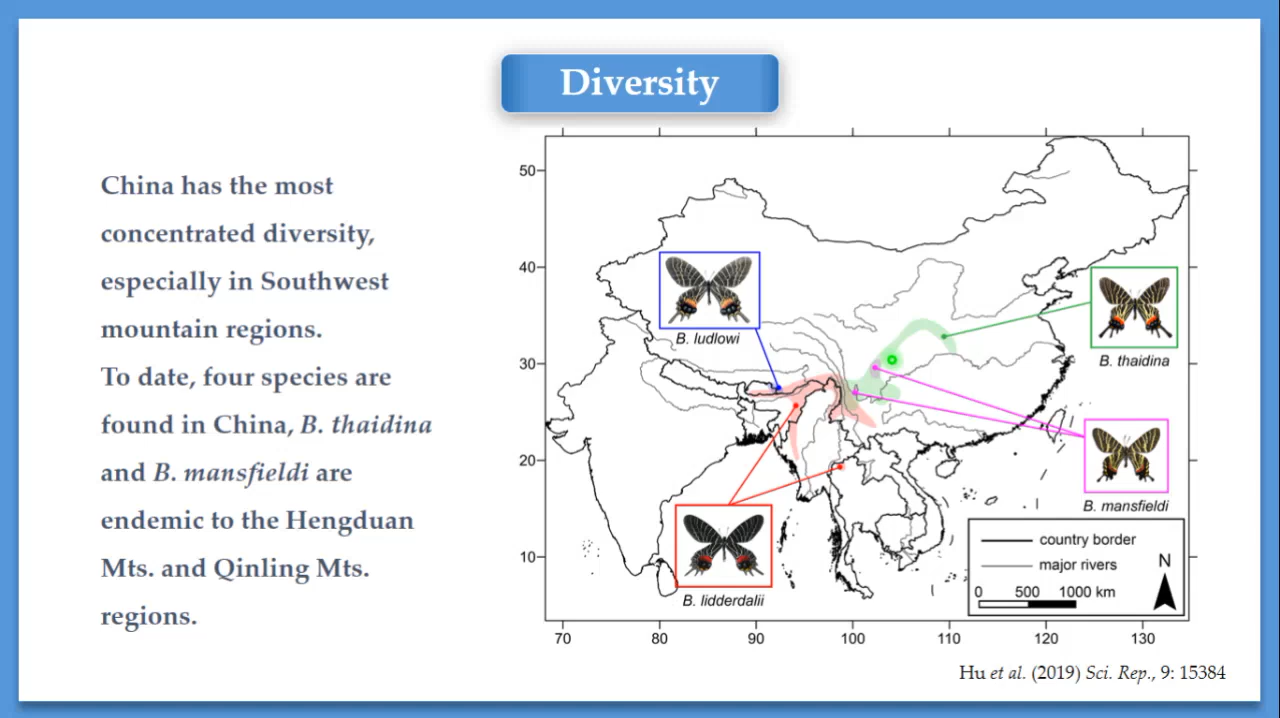 Diversity
China has the most
concentrated diversity,
especially in Southwest
mountain regions.
To date, four species are
found in China, B. thaidina
and B. mansfieldi are
endemic to the Hengduan
Mts. and Qinling Mts.
regions.
50
40
30
20
10
70
80
90
100
110
120
130
B. ludlowi
B. thaidina
B. mansfieldi
B. lidderdalii
country border
major rivers
N
0 500 1000 km
Hu et al. (2019) Sci. Rep., 9: 15384